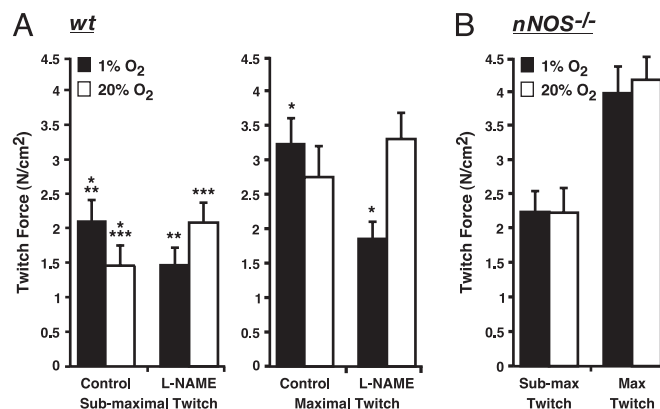 A
wt
4.5
4
3.5
3
2.5
2
1.5
1
0.5
0
Twitch Force (N/cm²)
1% O₂
20% O₂
*
**
*
***
**
***
Control
L-NAME
Sub-maximal Twitch
4.5
4
3.5
3
2.5
2
1.5
1
0.5
0
*
*
Control
L-NAME
Maximal Twitch
B
nNOS-/-
4.5
4
3.5
3
2.5
2
1.5
1
0.5
0
Twitch Force (N/cm²)
1% O₂
20% O₂
Sub-max
Twitch
Max
Twitch